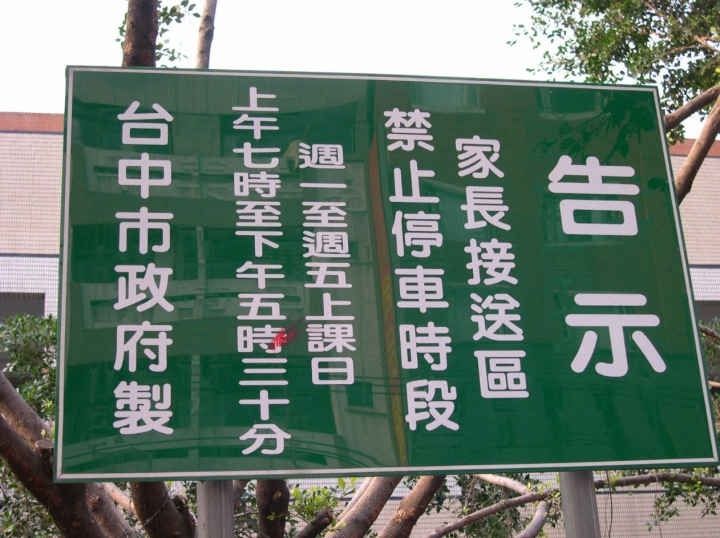 告示
家長接送區
禁止停車時段
週一至週五上課日
上午七時至下午五時三十分
台中市政府製